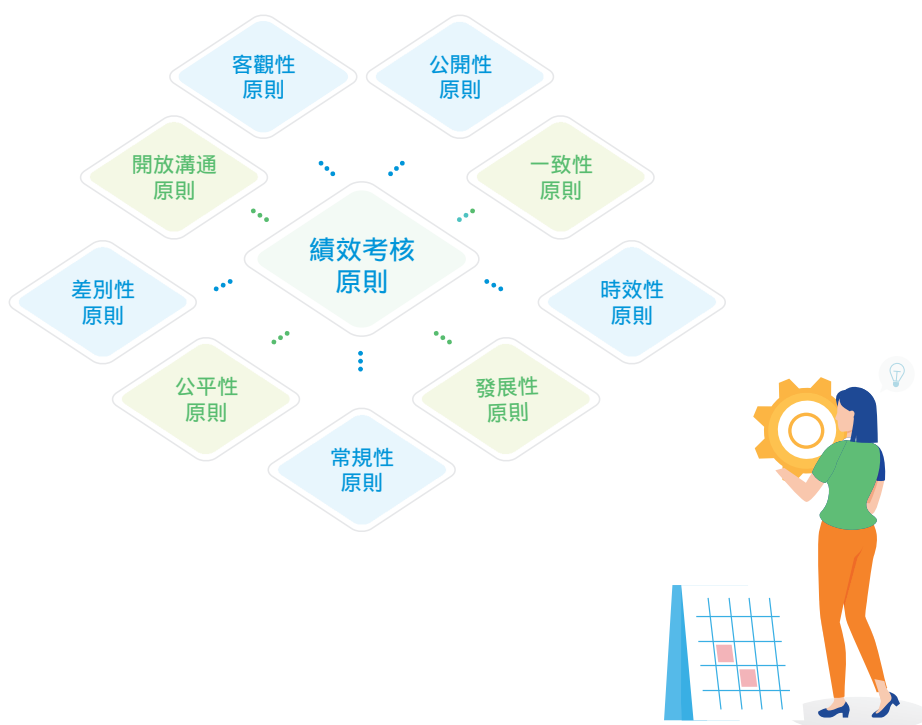 客觀性
原則
公開性
原則
開放溝通
原則
一致性
原則
績效考核
原則
差別性
原則
時效性
原則
公平性
原則
發展性
原則
常規性
原則